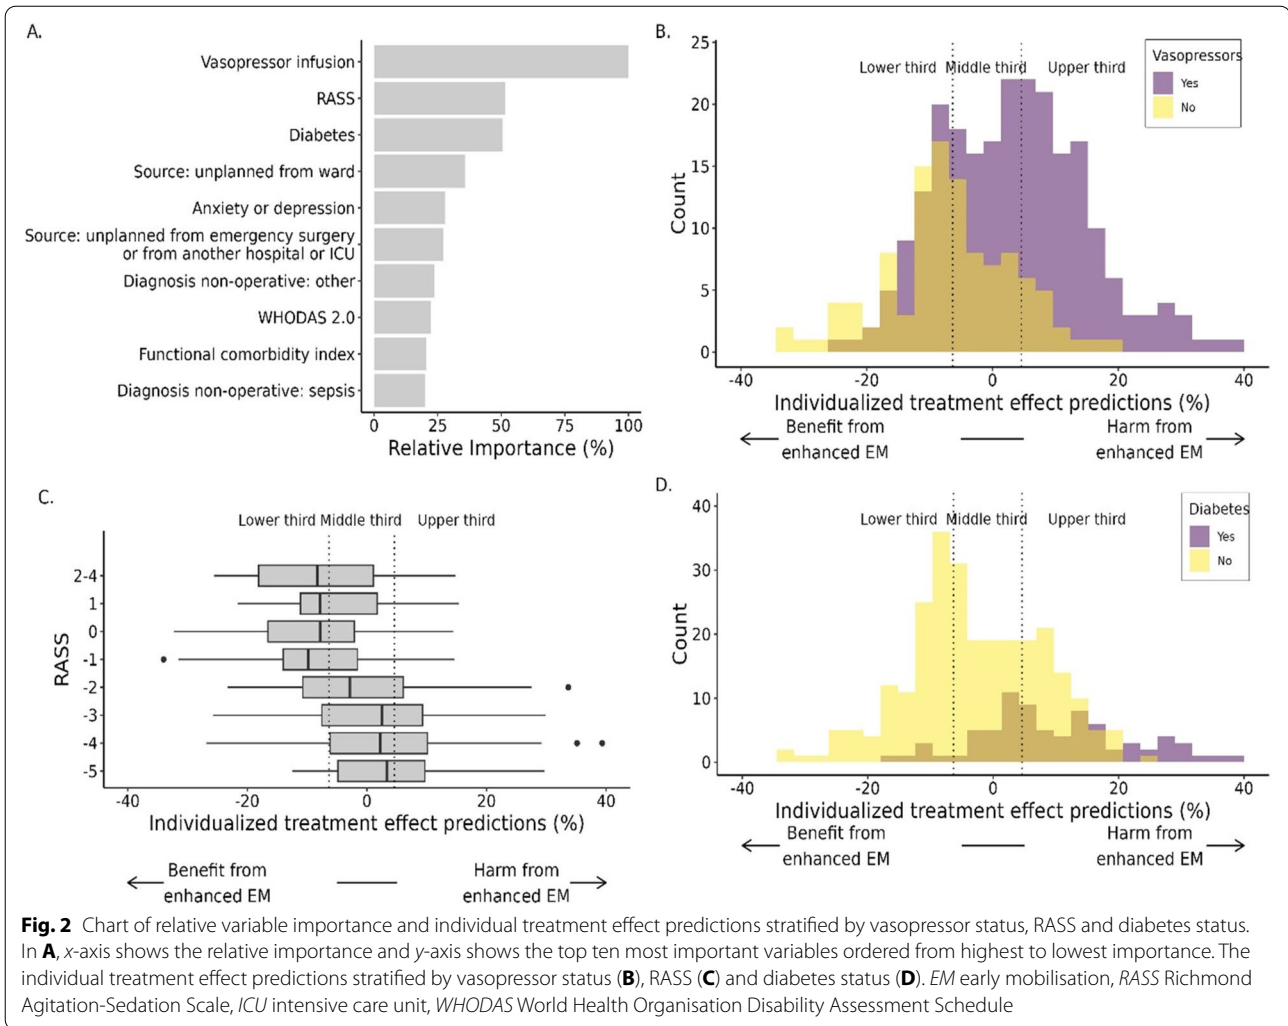 A.
Vasopressor infusion
RASS
Diabetes
Source: unplanned from ward
Anxiety or depression
Source: unplanned from emergency surgery
or from another hospital or ICU
Diagnosis non-operative: other
WHODAS 2.0
Functional comorbidity index
Diagnosis non-operative: sepsis
0 25 50 75 100
Relative Importance (%)
B.
25
20
15
10
5
0
Count
Lower third Middle third Upper third
Vasopressors
Yes
No
-40 -20 0 20 40
Individualized treatment effect predictions (%)
Benefit from
enhanced EM
Harm from
enhanced EM
C.
Lower third Middle third Upper third
RASS
2-4
1
0
-1
-2
-3
-4
-5
-40 -20 0 20 40
Individualized treatment effect predictions (%)
Benefit from
enhanced EM
Harm from
enhanced EM
D.
40
30
20
10
0
Count
Lower third Middle third Upper third
Diabetes
Yes
No
-40 -20 0 20 40
Individualized treatment effect predictions (%)
Benefit from
enhanced EM
Harm from
enhanced EM
Fig. 2 Chart of relative variable importance and individual treatment effect predictions stratified by vasopressor status, RASS and diabetes status.
In A, x-axis shows the relative importance and y-axis shows the top ten most important variables ordered from highest to lowest importance. The
individual treatment effect predictions stratified by vasopressor status (B), RASS (C) and diabetes status (D). EM early mobilisation, RASS Richmond
Agitation-Sedation Scale, ICU intensive care unit, WHODAS World Health Organisation Disability Assessment Schedule